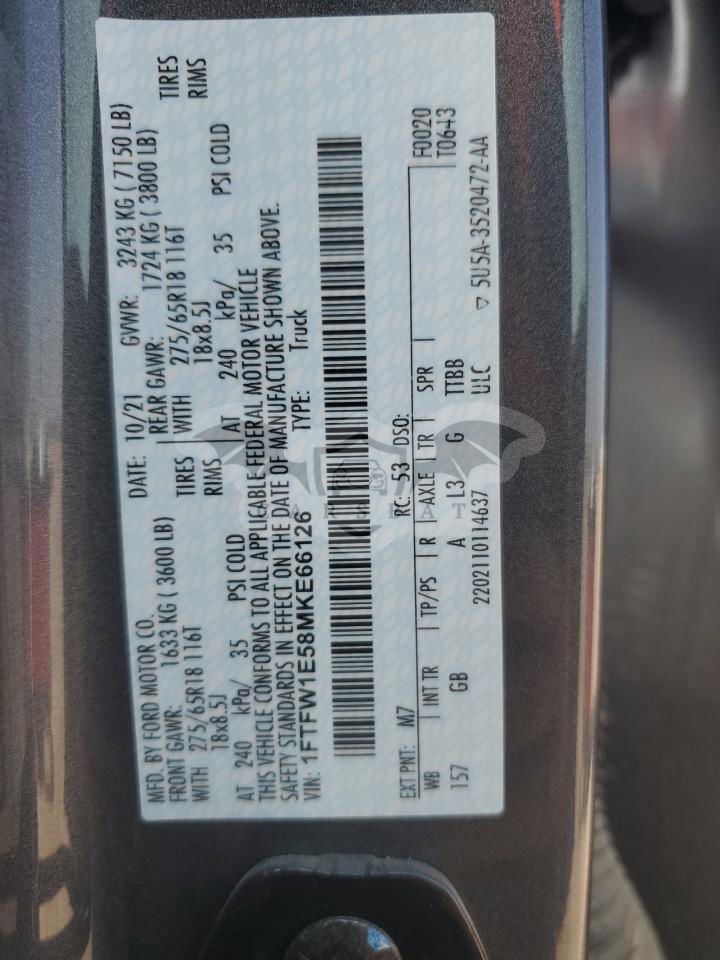 MFD. BY FORD MOTOR CO.
DATE: 10/21
GVWR: 3243 KG ( 7150 LB)
FRONT GAWR: 1633 KG ( 3600 LB)
REAR GAWR: 1724 KG ( 3800 LB)
WITH 275/65R18 116T TIRES
WITH 275/65R18 116T TIRES
18x8.5J RIMS
18x8.5J RIMS
AT 240 kPa/ 35 PSI COLD
AT 240 kPa/ 35 PSI COLD
THIS VEHICLE CONFORMS TO ALL APPLICABLE FEDERAL MOTOR VEHICLE
SAFETY STANDARDS IN EFFECT ON THE DATE OF MANUFACTURE SHOWN ABOVE.
VIN: 1FTFW1E58MKE66126
TYPE: Truck
EXT PNT: M7 RC: 53 DSO: F0020
WB INT TR TP/PS R AXLE TR SPR T0643
157 GB A L3 G TTBB
2202110114637 ULC ▽ 5U5A-3520472-AA